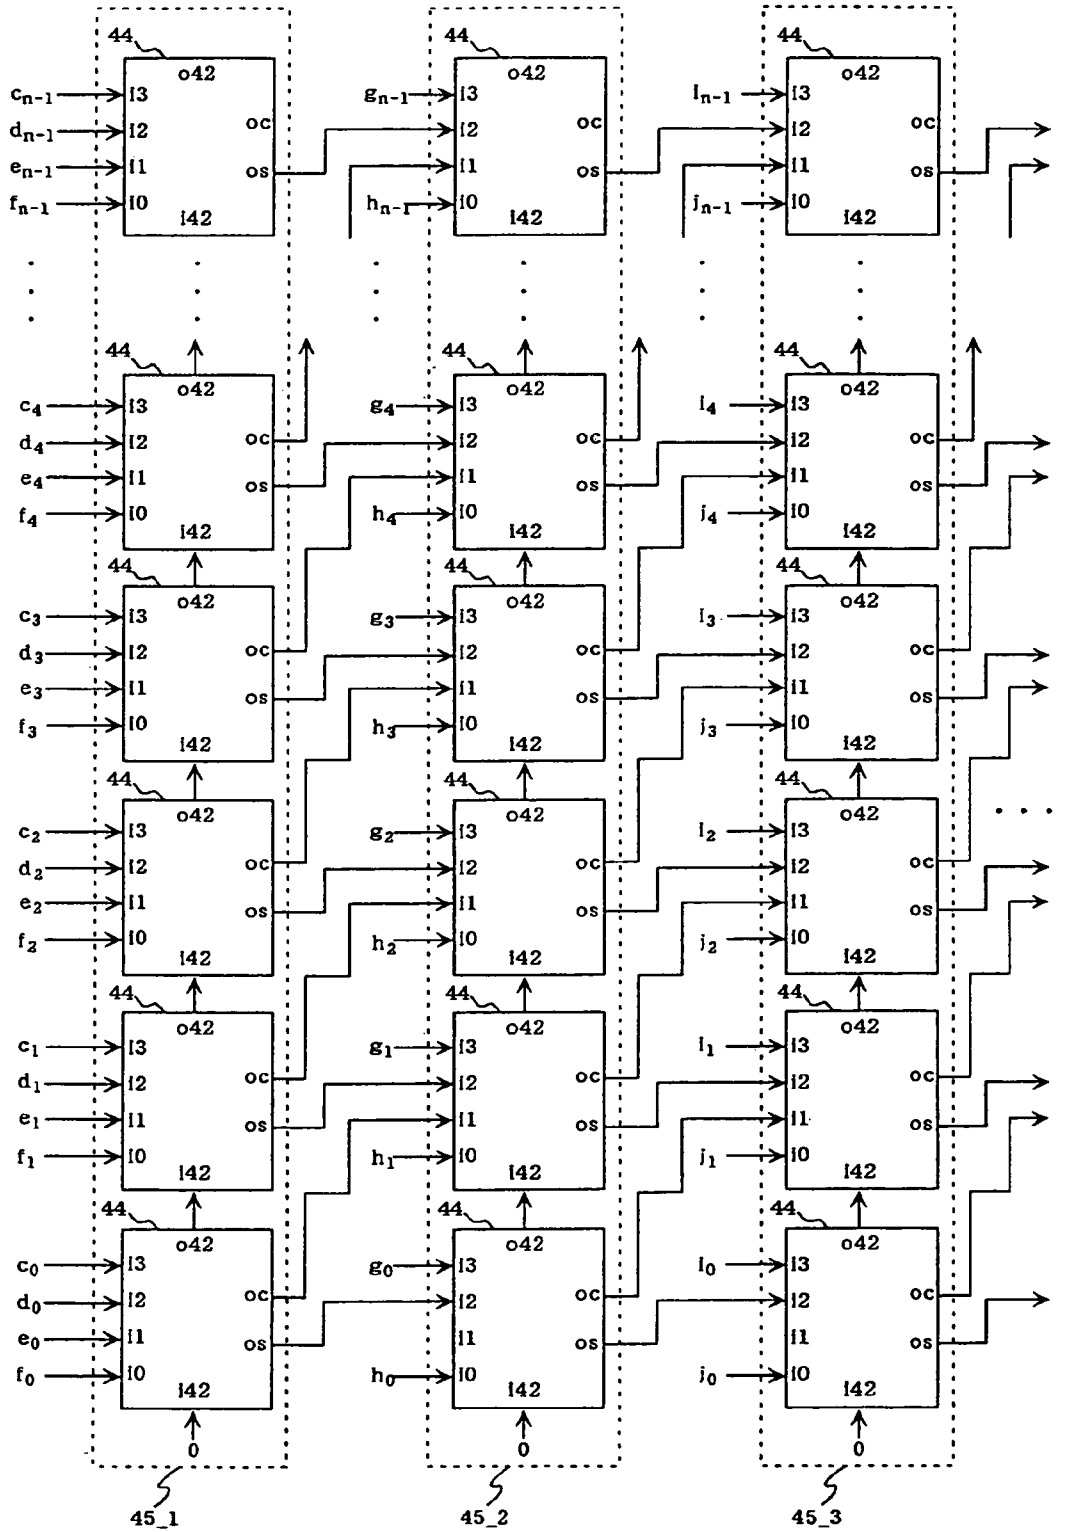 44 44 44
o42 o42 o42
cn-1 i3 gn-1 i3 in-1 i3
dn-1 i2 oc i2 oc i2 oc
en-1 i1 os i1 os i1 os
fn-1 i0 hn-1 i0 jn-1 i0
i42 i42 i42
. . . . . .
. . . . . .
. . . . . .
44 44 44
o42 o42 o42
c4 i3 g4 i3 i4 i3
d4 i2 oc i2 oc i2 oc
e4 i1 os i1 os i1 os
f4 i0 h4 i0 j4 i0
i42 i42 i42
44 44 44
o42 o42 o42
c3 i3 g3 i3 i3 i3
d3 i2 oc i2 oc i2 oc
e3 i1 os i1 os i1 os
f3 i0 h3 i0 j3 i0
i42 i42 i42
44 44 44
o42 o42 o42 . . .
c2 i3 g2 i3 i2 i3
d2 i2 oc i2 oc i2 oc
e2 i1 os i1 os i1 os
f2 i0 h2 i0 j2 i0
i42 i42 i42
44 44 44
o42 o42 o42
c1 i3 g1 i3 i1 i3
d1 i2 oc i2 oc i2 oc
e1 i1 os i1 os i1 os
f1 i0 h1 i0 j1 i0
i42 i42 i42
44 44 44
o42 o42 o42
c0 i3 g0 i3 i0 i3
d0 i2 oc i2 oc i2 oc
e0 i1 os i1 os i1 os
f0 i0 h0 i0 j0 i0
i42 i42 i42
0 0 0
45_1 45_2 45_3